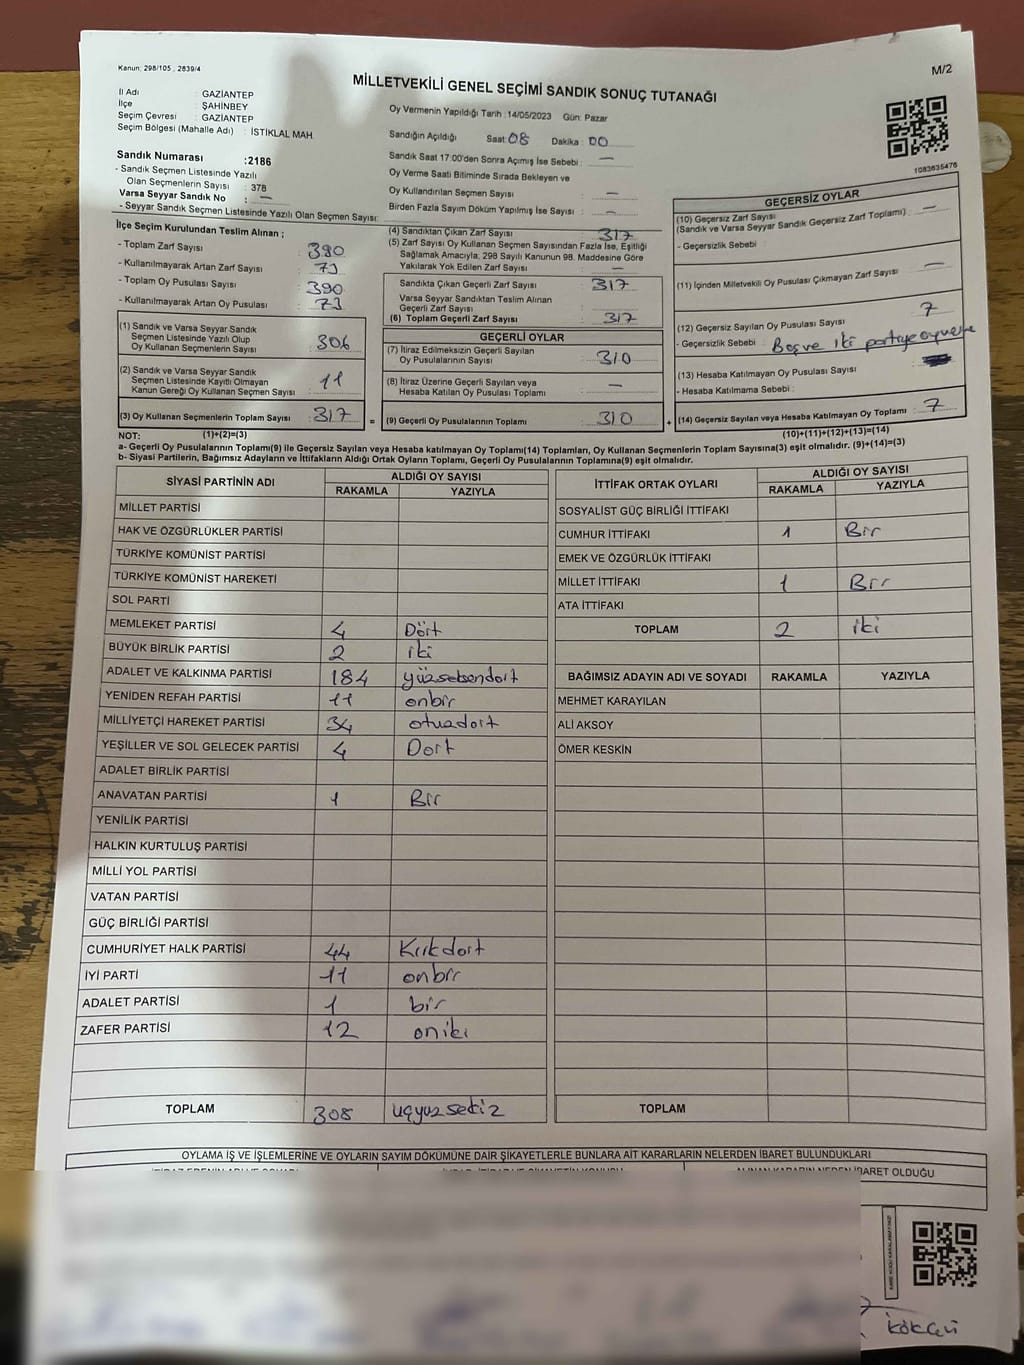 Kanun: 298/105 , 2839/4
M/2
MİLLETVEKİLİ GENEL SEÇİMİ SANDIK SONUÇ TUTANAĞI
İl Adı : GAZİANTEP
İlçe : ŞAHİNBEY
Seçim Çevresi : GAZİANTEP
Seçim Bölgesi (Mahalle Adı) : İSTİKLAL MAH.
Oy Vermenin Yapıldığı Tarih :14/05/2023 Gün: Pazar
Sandığın Açıldığı Saat: 08 Dakika : 00
Sandık Saat 17:00'den Sonra Açımış İse Sebebi : —
Oy Verme Saati Bitiminde Sırada Bekleyen ve
Oy Kullandırılan Seçmen Sayısı : —
Birden Fazla Sayım Döküm Yapılmış İse Sayısı : —
1083635476
Sandık Numarası :2186
- Sandık Seçmen Listesinde Yazılı
Olan Seçmenlerin Sayısı : 378
Varsa Seyyar Sandık No : —
- Seyyar Sandık Seçmen Listesinde Yazılı Olan Seçmen Sayısı:
İlçe Seçim Kurulundan Teslim Alınan ;
- Toplam Zarf Sayısı : 390
- Kullanılmayarak Artan Zarf Sayısı : 73
- Toplam Oy Pusulası Sayısı : 390
- Kullanılmayarak Artan Oy Pusulası : 73
(1) Sandık ve Varsa Seyyar Sandık
Seçmen Listesinde Yazılı Olup
Oy Kullanan Seçmenlerin Sayısı : 306
(2) Sandık ve Varsa Seyyar Sandık
Seçmen Listesinde Kayıtlı Olmayan
Kanun Gereği Oy Kullanan Seçmen Sayısı : 11
(3) Oy Kullanan Seçmenlerin Toplam Sayısı : 317
(4) Sandıktan Çıkan Zarf Sayısı : 317
(5) Zarf Sayısı Oy Kullanan Seçmen Sayısından Fazla İse, Eşitliği
Sağlamak Amacıyla, 298 Sayılı Kanunun 98. Maddesine Göre
Yakılarak Yok Edilen Zarf Sayısı : —
Sandıkta Çıkan Geçerli Zarf Sayısı : 317
Varsa Seyyar Sandıktan Teslim Alınan
Geçerli Zarf Sayısı :
(6) Toplam Geçerli Zarf Sayısı : 317
GEÇERLİ OYLAR
(7) İtiraz Edilmeksizin Geçerli Sayılan
Oy Pusulalarının Sayısı : 310
(8) İtiraz Üzerine Geçerli Sayılan veya
Hesaba Katılan Oy Pusulası Toplamı : —
= (9) Geçerli Oy Pusulalarının Toplamı : 310
GEÇERSİZ OYLAR
(10) Geçersiz Zarf Sayısı
(Sandık ve Varsa Seyyar Sandık Geçersiz Zarf Toplamı) : —
- Geçersizlik Sebebi :
(11) İçinden Milletvekili Oy Pusulası Çıkmayan Zarf Sayısı : —
(12) Geçersiz Sayılan Oy Pusulası Sayısı : 7
- Geçersizlik Sebebi : Boş ve iki partiye oy verme
(13) Hesaba Katılmayan Oy Pusulası Sayısı :
- Hesaba Katılmama Sebebi :
+ (14) Geçersiz Sayılan veya Hesaba Katılmayan Oy Toplamı : 7
NOT: (1)+(2)=(3)
(10)+(11)+(12)+(13)=(14)
a- Geçerli Oy Pusulalarının Toplamı(9) ile Geçersiz Sayılan veya Hesaba katılmayan Oy Toplamı(14) Toplamları, Oy Kullanan Seçmenlerin Toplam Sayısına(3) eşit olmalıdır. (9)+(14)=(3)
b- Siyasi Partilerin, Bağımsız Adayların ve İttifakların Aldığı Ortak Oyların Toplamı, Geçerli Oy Pusulalarının Toplamına(9) eşit olmalıdır.
SİYASİ PARTİNİN ADI ALDIĞI OY SAYISI
RAKAMLA YAZIYLA
MİLLET PARTİSİ
HAK VE ÖZGÜRLÜKLER PARTİSİ
TÜRKİYE KOMÜNİST PARTİSİ
TÜRKİYE KOMÜNİST HAREKETİ
SOL PARTİ
MEMLEKET PARTİSİ 4 Dört
BÜYÜK BİRLİK PARTİSİ 2 iki
ADALET VE KALKINMA PARTİSİ 184 yüzseksendort
YENİDEN REFAH PARTİSİ 11 onbir
MİLLİYETÇİ HAREKET PARTİSİ 34 otuzdort
YEŞİLLER VE SOL GELECEK PARTİSİ 4 Dort
ADALET BİRLİK PARTİSİ
ANAVATAN PARTİSİ 1 Bir
YENİLİK PARTİSİ
HALKIN KURTULUŞ PARTİSİ
MİLLİ YOL PARTİSİ
VATAN PARTİSİ
GÜÇ BİRLİĞİ PARTİSİ
CUMHURİYET HALK PARTİSİ 44 Kırkdort
İYİ PARTİ 11 onbir
ADALET PARTİSİ 1 bir
ZAFER PARTİSİ 12 oniki
TOPLAM 308 uçyuzsekiz
İTTİFAK ORTAK OYLARI ALDIĞI OY SAYISI
RAKAMLA YAZIYLA
SOSYALİST GÜÇ BİRLİĞİ İTTİFAKI
CUMHUR İTTİFAKI 1 Bir
EMEK VE ÖZGÜRLÜK İTTİFAKI
MİLLET İTTİFAKI 1 Bir
ATA İTTİFAKI
TOPLAM 2 iki
BAĞIMSIZ ADAYIN ADI VE SOYADI RAKAMLA YAZIYLA
MEHMET KARAYILAN
ALİ AKSOY
ÖMER KESKİN
TOPLAM
OYLAMA İŞ VE İŞLEMLERİNE VE OYLARIN SAYIM DÖKÜMÜNE DAİR ŞİKAYETLERLE BUNLARA AİT KARARLARIN NELERDEN İBARET BULUNDUKLARI
ALINAN KARARIN NEDEN İBARET OLDUĞU